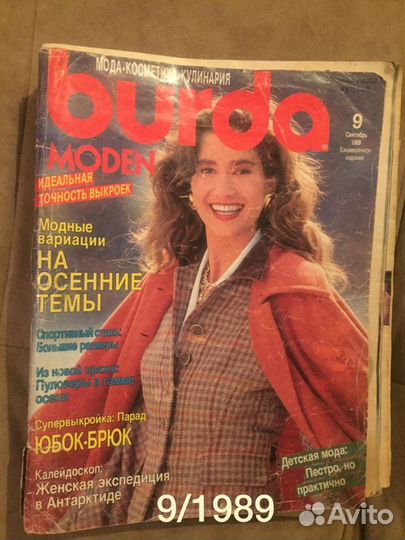 МОДА·КОСМЕТИКА·КУЛИНАРИЯ
burda
MODEN
9
Сентябрь
1989
Ежемесячное
издание
ИДЕАЛЬНАЯ
ТОЧНОСТЬ ВЫКРОЕК
Модные
вариации
НА
ОСЕННИЕ
ТЕМЫ
Спортивный стиль:
Большие размеры
Из новой пряжи:
Пуловеры в гамме
осени
Супервыкройка: Парад
ЮБОК-БРЮК
Калейдоскоп:
Женская экспедиция
в Антарктиде
Детская мода:
Пестро, но
практично
9/1989
Avito